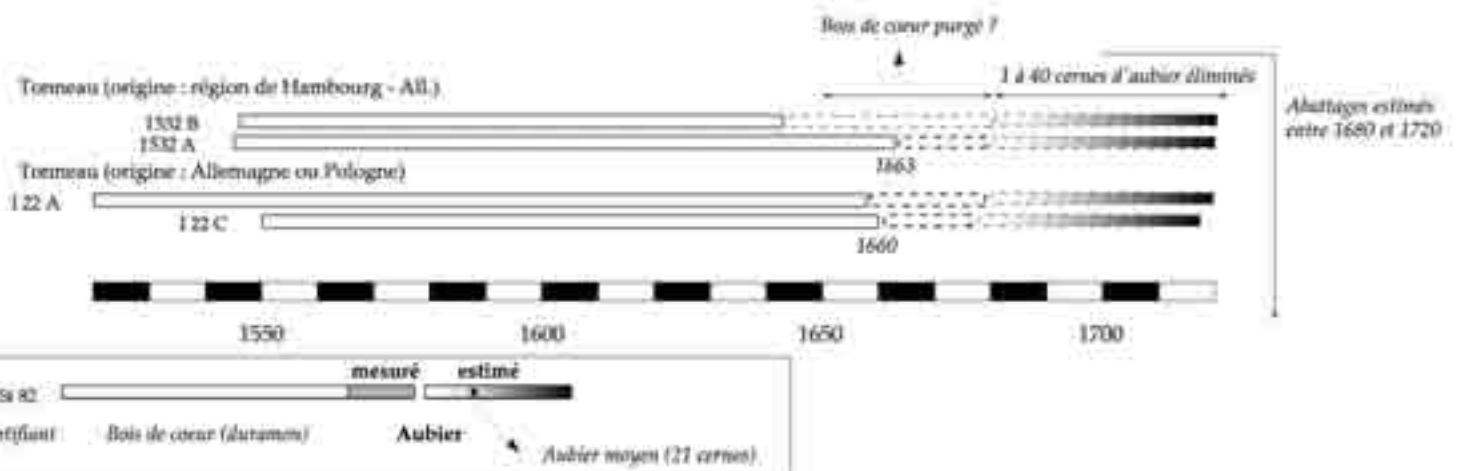 Bois de cœur purgé ?
Tonneau (origine : région de Hambourg - All.)
1 à 40 cernes d'aubier éliminés
Abattages estimés
entre 1680 et 1720
1532 B
1532 A
1663
Tonneau (origine : Allemagne ou Pologne)
I 22 A
I 22 C
1660
1550 1600 1650 1700
mesuré estimé
82
Bois de coeur (duramen) Aubier
Aubier moyen (21 cernes)